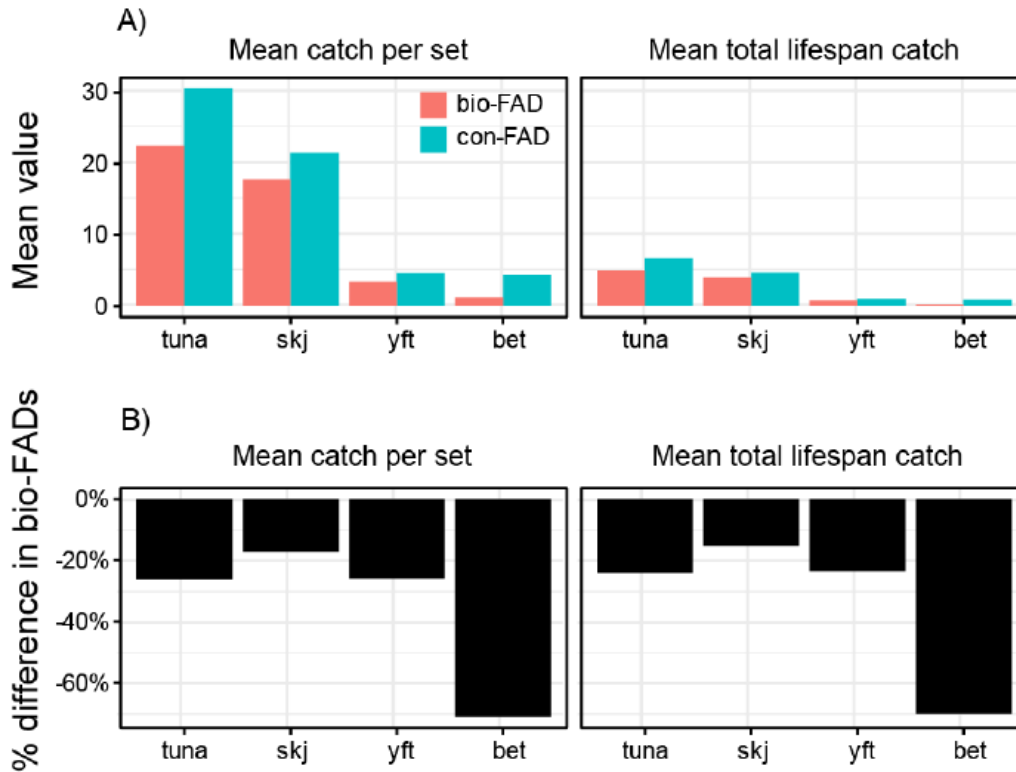 A)
Mean catch per set
Mean total lifespan catch
Mean value
30
20
10
0
bio-FAD
con-FAD
tuna skj yft bet
tuna skj yft bet
B)
Mean catch per set
Mean total lifespan catch
% difference in bio-FADs
0%
-20%
-40%
-60%
tuna skj yft bet
tuna skj yft bet